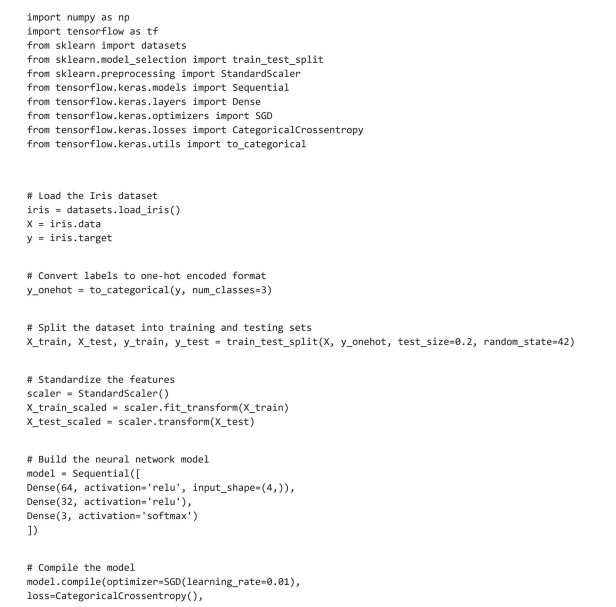 import numpy as np
import tensorflow as tf
from sklearn import datasets
from sklearn.model_selection import train_test_split
from sklearn.preprocessing import StandardScaler
from tensorflow.keras.models import Sequential
from tensorflow.keras.layers import Dense
from tensorflow.keras.optimizers import SGD
from tensorflow.keras.losses import CategoricalCrossentropy
from tensorflow.keras.utils import to_categorical
# Load the Iris dataset
iris = datasets.load_iris()
X = iris.data
y = iris.target
# Convert labels to one-hot encoded format
y_onehot = to_categorical(y, num_classes=3)
# Split the dataset into training and testing sets
X_train, X_test, y_train, y_test = train_test_split(X, y_onehot, test_size=0.2, random_state=42)
# Standardize the features
scaler = StandardScaler()
X_train_scaled = scaler.fit_transform(X_train)
X_test_scaled = scaler.transform(X_test)
# Build the neural network model
model = Sequential([
Dense(64, activation='relu', input_shape=(4,)),
Dense(32, activation='relu'),
Dense(3, activation='softmax')
])
# Compile the model
model.compile(optimizer=SGD(learning_rate=0.01),
loss=CategoricalCrossentropy(),